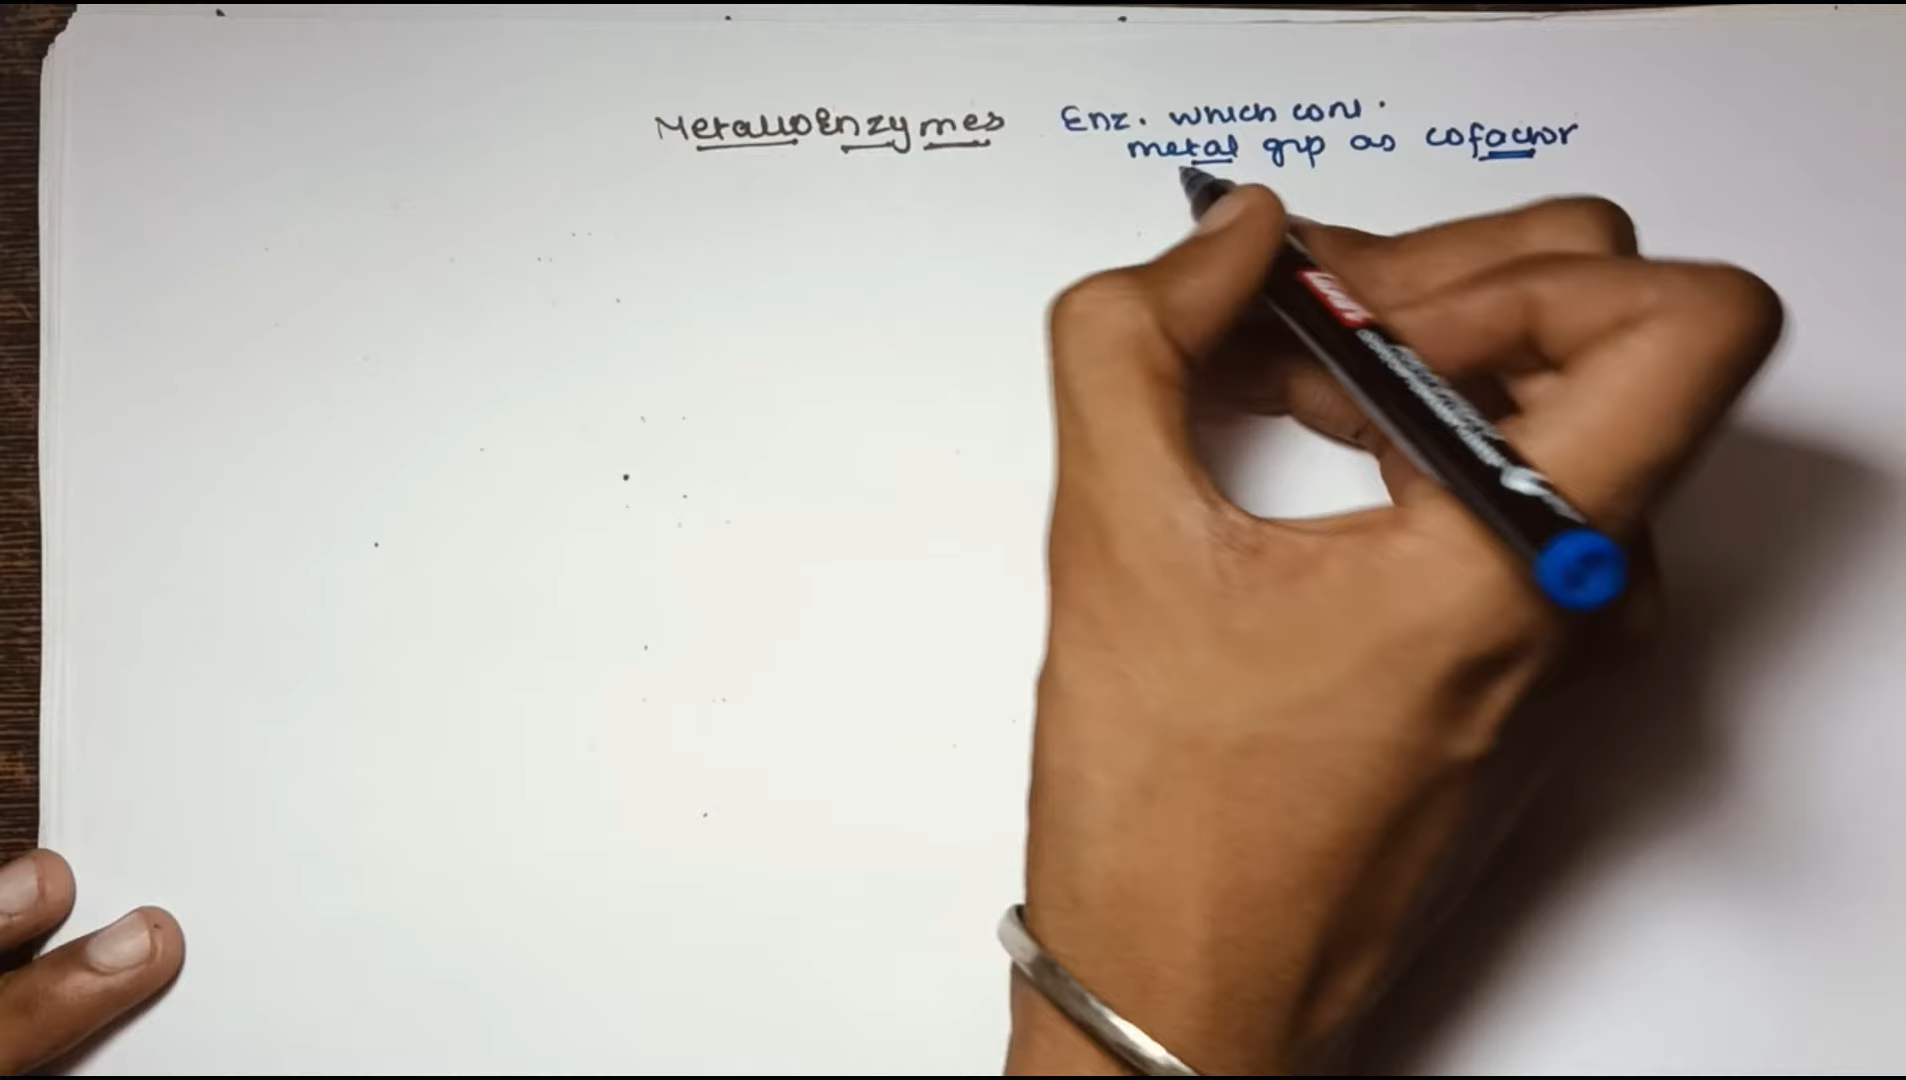 MetalloEnzymes
Enz. which cont.
metal grp as cofactor